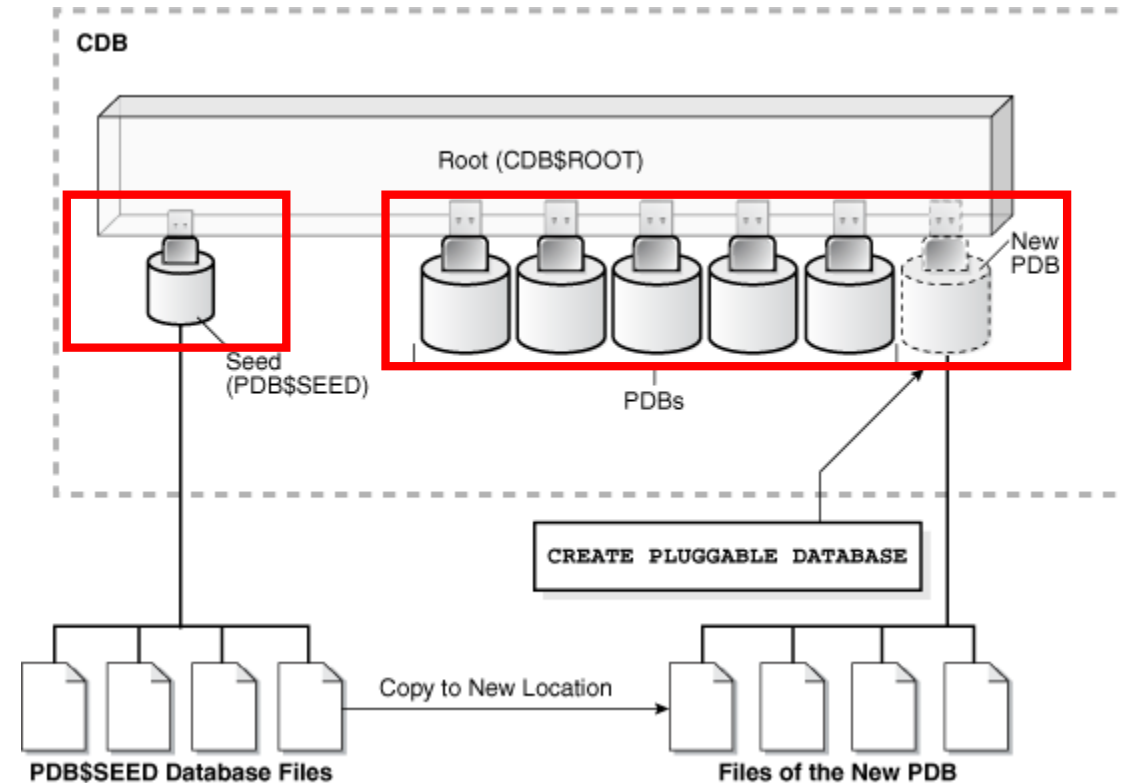 CDB
Root (CDB$ROOT)
New
PDB
Seed
(PDB$SEED)
PDBs
CREATE PLUGGABLE DATABASE
Copy to New Location
PDB$SEED Database Files
Files of the New PDB